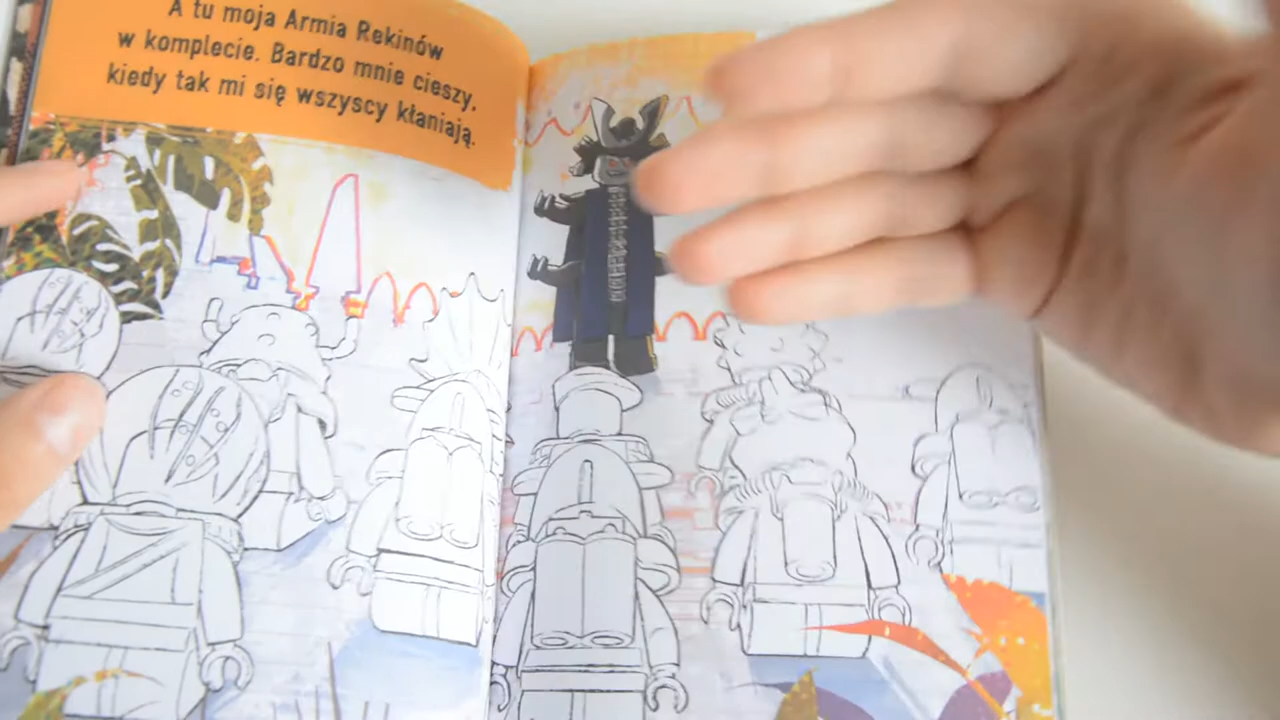 A tu moja Armia Rekinów
w komplecie. Bardzo mnie cieszy,
kiedy tak mi się wszyscy kłaniają.